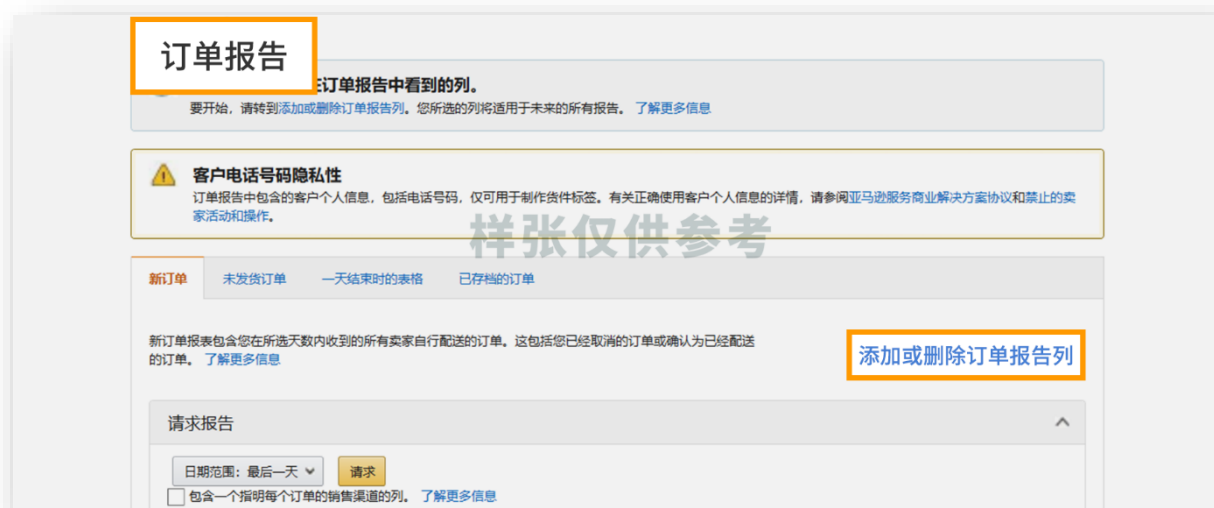 订单报告
订单报告中看到的列。
要开始，请转到添加或删除订单报告列。您所选的列将适用于未来的所有报告。 了解更多信息
客户电话号码隐私性
订单报告中包含的客户个人信息，包括电话号码，仅可用于制作货件标签。有关正确使用客户个人信息的详情，请参阅亚马逊服务商业解决方案协议和禁止的卖
家活动和操作。
样张仅供参考
新订单 未发货订单 一天结束时的表格 已存档的订单
新订单报表包含您在所选天数内收到的所有卖家自行配送的订单。这包括您已经取消的订单或确认为已经配送
的订单。 了解更多信息
添加或删除订单报告列
请求报告
日期范围：最后一天 请求
包含一个指明每个订单的销售渠道的列。 了解更多信息